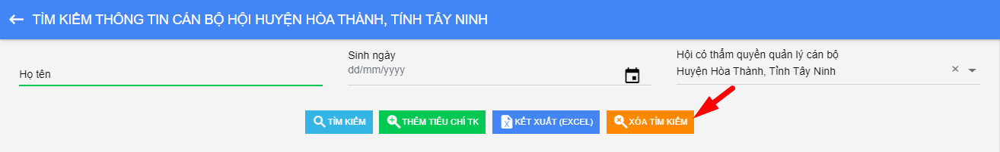 TÌM KIẾM THÔNG TIN CÁN BỘ HỘI HUYỆN HÒA THÀNH, TỈNH TÂY NINH
Họ tên
Sinh ngày
dd/mm/yyyy
Hội có thẩm quyền quản lý cán bộ
Huyện Hòa Thành, Tỉnh Tây Ninh
TÌM KIẾM
THÊM TIÊU CHÍ TK
KẾT XUẤT (EXCEL)
XÓA TÌM KIẾM